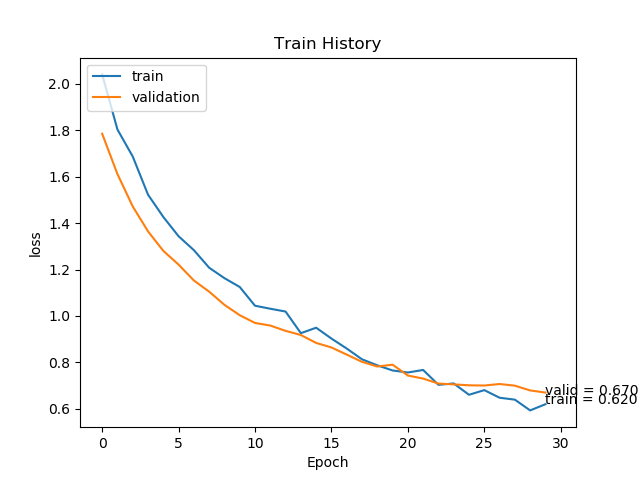 Train History
train
validation
loss
2.0
1.8
1.6
1.4
1.2
1.0
0.8
0.6
valid = 0.670
train = 0.620
0 5 10 15 20 25 30
Epoch